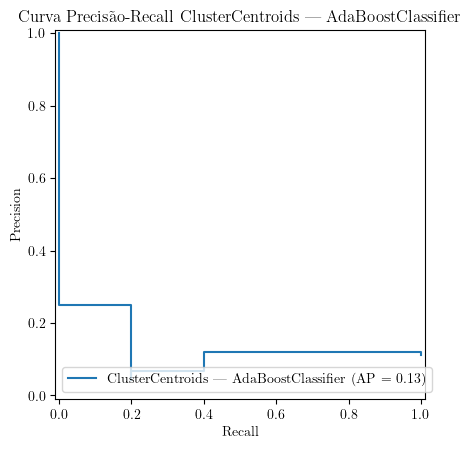 Curva Precisão-Recall ClusterCentroids — AdaBoostClassifier
1.0
0.8
0.6
0.4
0.2
0.0
Precision
ClusterCentroids — AdaBoostClassifier (AP = 0.13)
0.0 0.2 0.4 0.6 0.8 1.0
Recall